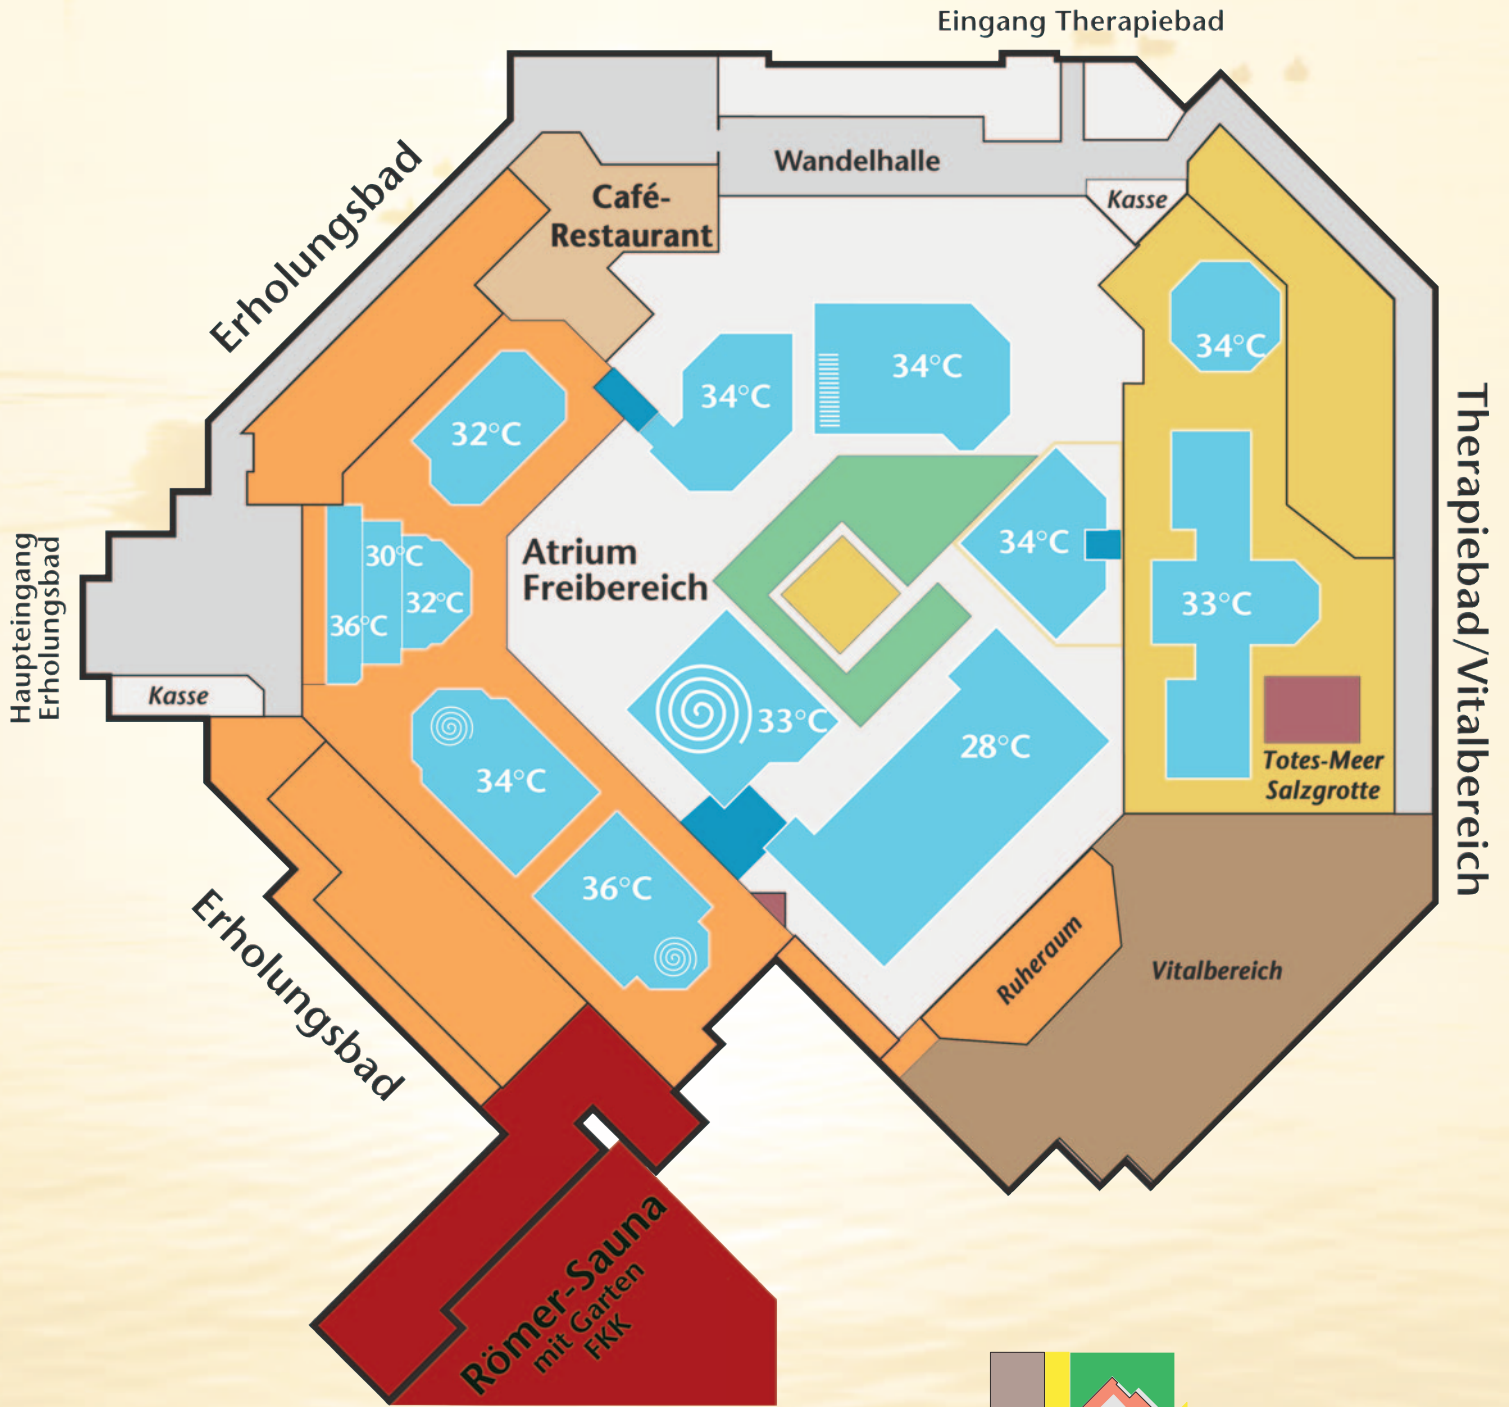 Eingang Therapiebad
Wandelhalle
Kasse
Café-
Restaurant
Erholungsbad
34°C
34°C
34°C
32°C
Therapiebad/Vitalbereich
Haupteingang
Erholungsbad
30°C
32°C
36°C
Atrium
Freibereich
34°C
33°C
Kasse
33°C
28°C
34°C
Totes-Meer
Salzgrotte
36°C
Erholungsbad
Ruheraum
Vitalbereich
Römer-Sauna
mit Garten
FKK